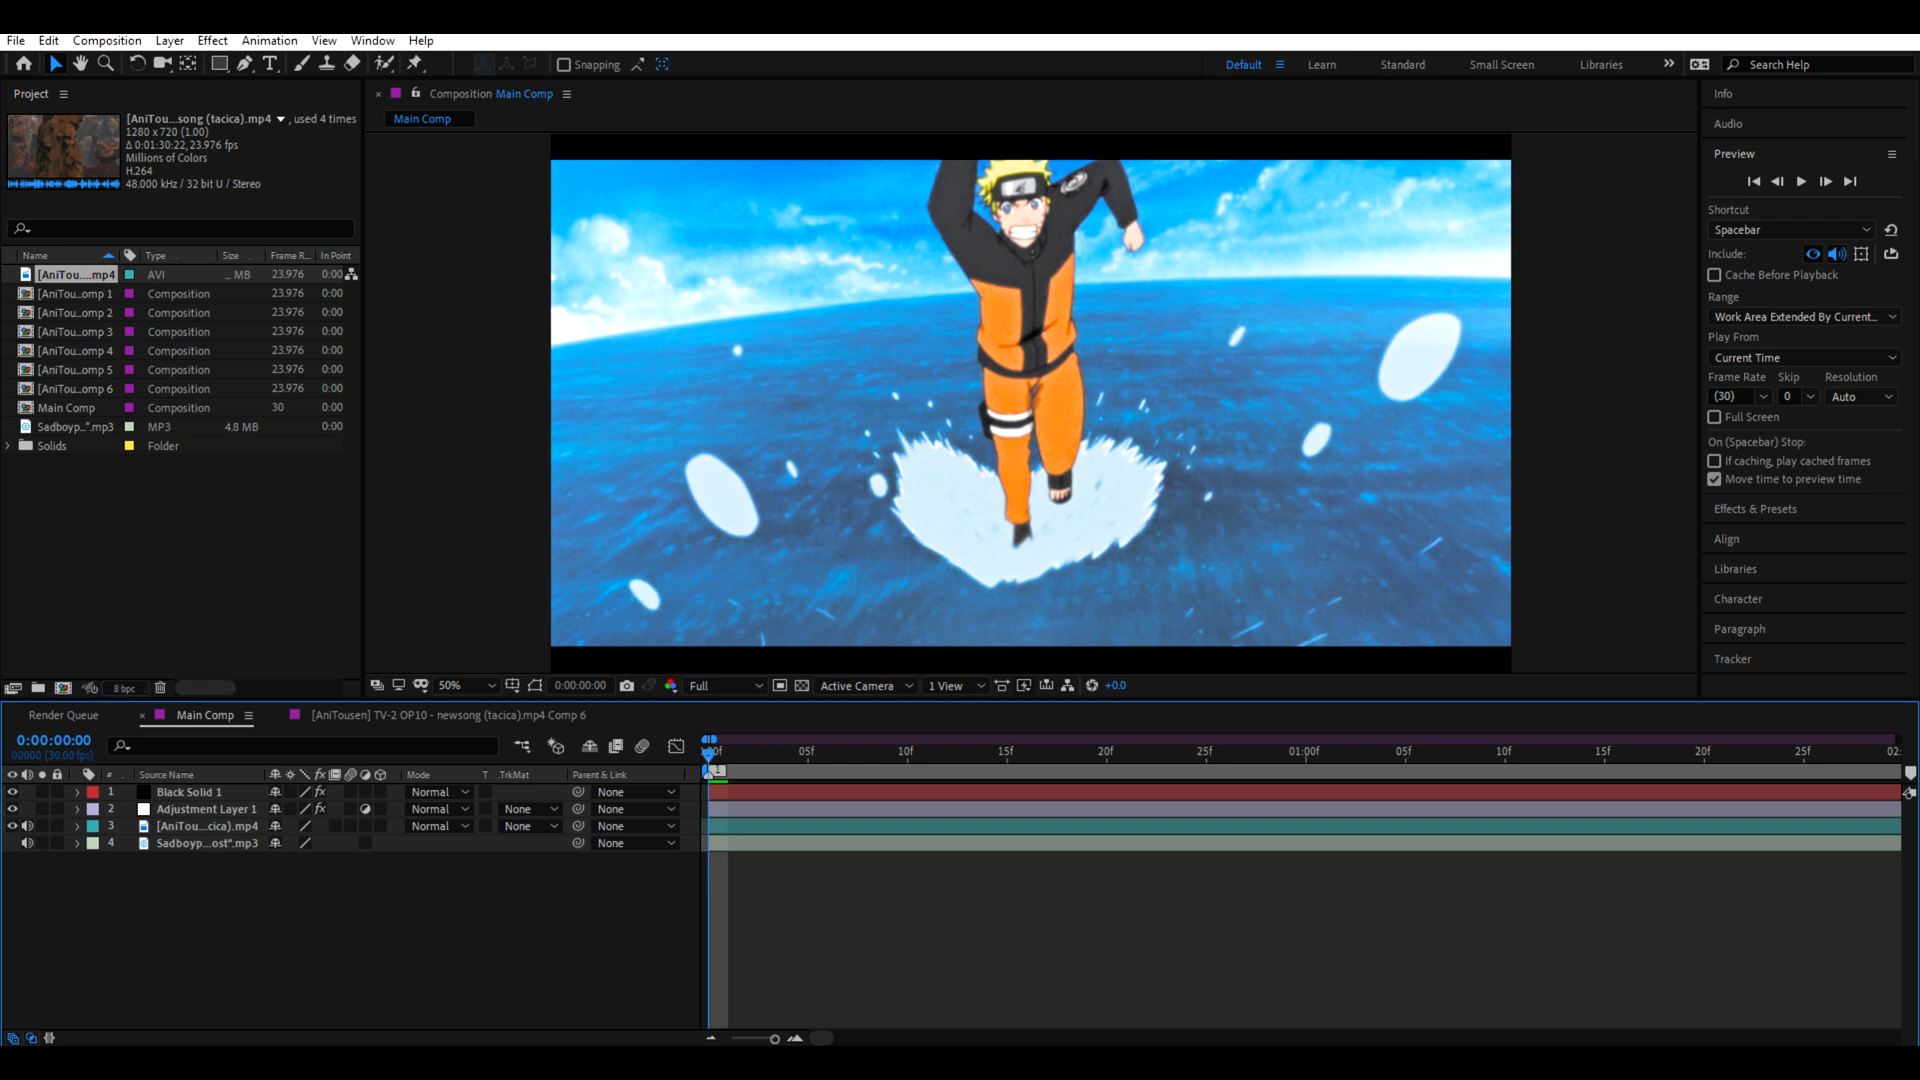 File Edit Composition Layer Effect Animation View Window Help
Snapping Default Learn Standard Small Screen Libraries Search Help
Project
[AniTou...song (tacica).mp4 , used 4 times
1280 x 720 (1.00)
Δ 0:01:30:22, 23.976 fps
Millions of Colors
H.264
48.000 kHz / 32 bit U / Stereo
Name Type Size Frame R... In Point
[AniTou....mp4 AVI ... MB 23.976 0:00
[AniTou...omp 1 Composition 23.976 0:00
[AniTou...omp 2 Composition 23.976 0:00
[AniTou...omp 3 Composition 23.976 0:00
[AniTou...omp 4 Composition 23.976 0:00
[AniTou...omp 5 Composition 23.976 0:00
[AniTou...omp 6 Composition 23.976 0:00
Main Comp Composition 30 0:00
Sadboyp..".mp3 MP3 4.8 MB 0:00
Solids Folder
8 bpc
Composition Main Comp
Main Comp
50% 0:00:00:00 Full Active Camera 1 View +0.0
Info
Audio
Preview
Shortcut
Spacebar
Include:
Cache Before Playback
Range
Work Area Extended By Current...
Play From
Current Time
Frame Rate Skip Resolution
(30) 0 Auto
Full Screen
On (Spacebar) Stop:
If caching, play cached frames
Move time to preview time
Effects & Presets
Align
Libraries
Character
Paragraph
Tracker
Render Queue Main Comp [AniTousen] TV-2 OP10 - newsong (tacica).mp4 Comp 6
0:00:00:00
00000 (30.00 fps)
:00f 05f 10f 15f 20f 25f 01:00f 05f 10f 15f 20f 25f 02:
# Source Name Mode T .TrkMat Parent & Link
1
1 Black Solid 1 fx Normal None
2 Adjustment Layer 1 fx Normal None None
3 [AniTou...cica).mp4 Normal None None
4 Sadboyp...ost".mp3 None